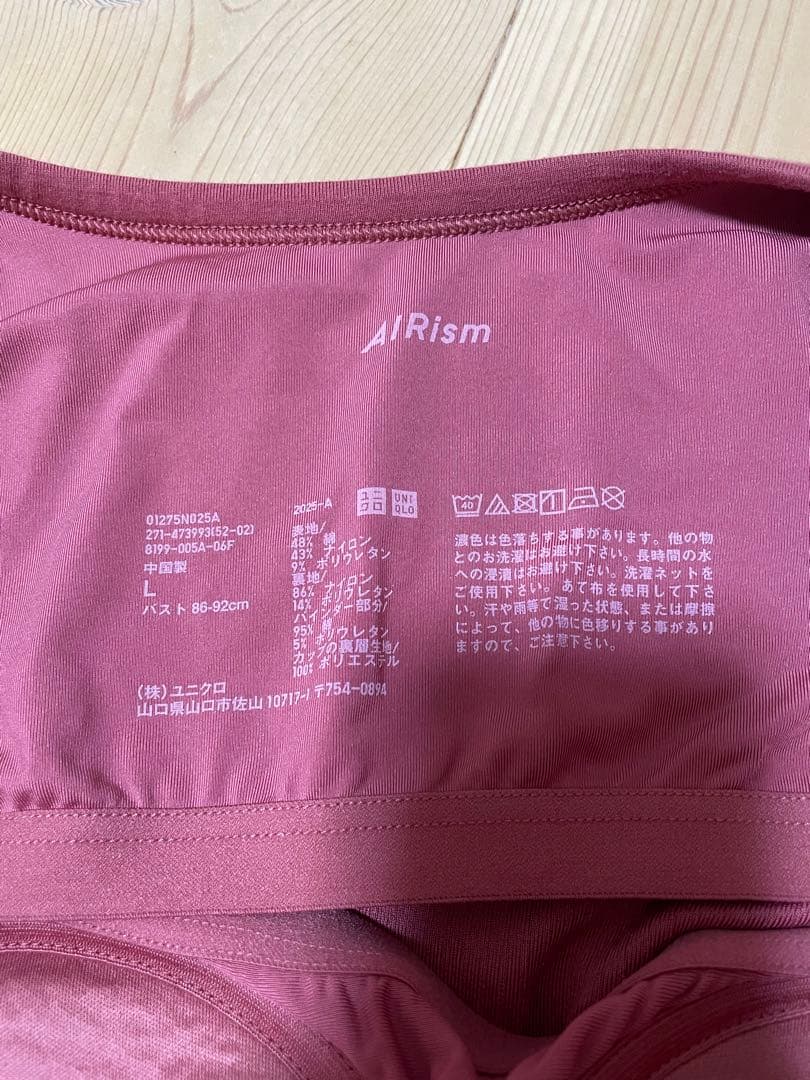 AIRism
01275N025A
271-473993(52-02)
8199-005A-06F
中国製
L
バスト 86-92cm
2025-A
表地/
48% 綿
43% ナイロン
9% ポリウレタン
裏地/
86% ナイロン
14% ポリウレタン
バインダー部分/
95% 綿
5% ポリウレタン
カップの裏層生地/
100% ポリエステル
(株)ユニクロ
山口県山口市佐山 10717-1 〒754-0894
ユニ
クロ
UNI
QLO
40
濃色は色落ちする事があります。他の物
とのお洗濯はお避け下さい。長時間の水
への浸漬はお避け下さい。洗濯ネットを
ご使用下さい。あて布を使用して下さ
い。汗や雨等で湿った状態、または摩擦
によって、他の物に色移りする事があり
ますので、ご注意下さい。